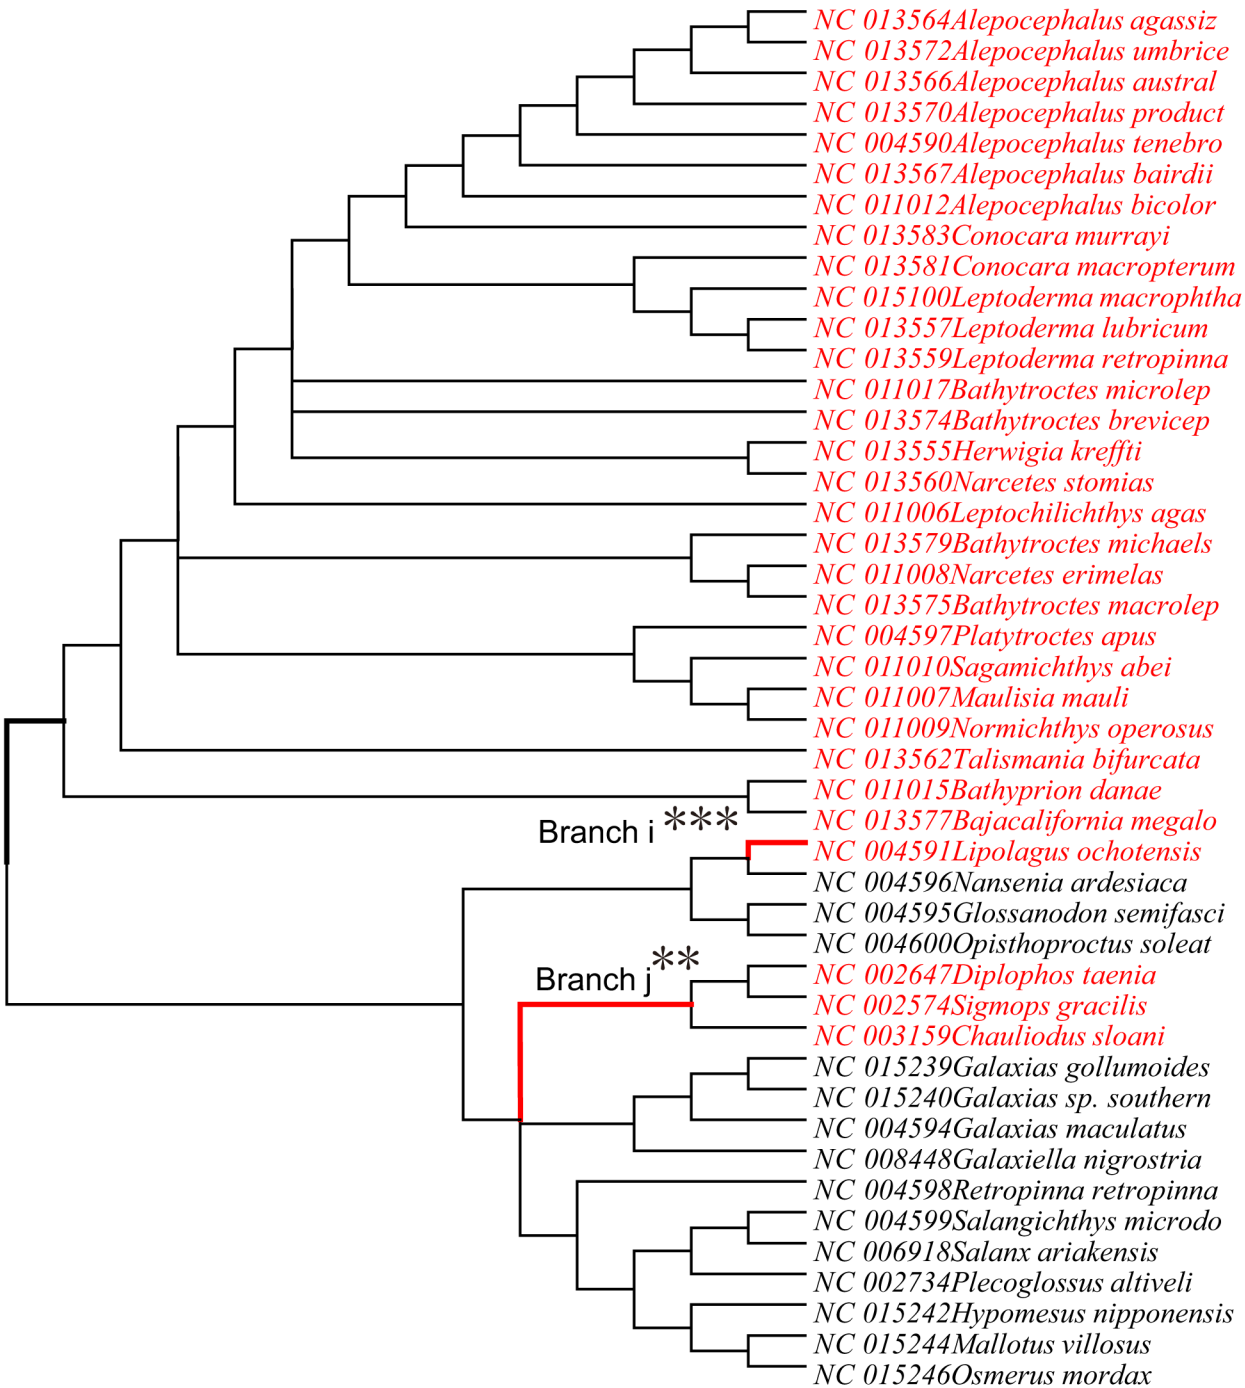 NC 013564Alepocephalus agassiz
NC 013572Alepocephalus umbrice
NC 013566Alepocephalus austral
NC 013570Alepocephalus product
NC 004590Alepocephalus tenebro
NC 013567Alepocephalus bairdii
NC 011012Alepocephalus bicolor
NC 013583Conocara murrayi
NC 013581Conocara macropterum
NC 015100Leptoderma macrophtha
NC 013557Leptoderma lubricum
NC 013559Leptoderma retropinna
NC 011017Bathytroctes microlep
NC 013574Bathytroctes brevicep
NC 013555Herwigia kreffti
NC 013560Narcetes stomias
NC 011006Leptochilichthys agas
NC 013579Bathytroctes michaels
NC 011008Narcetes erimelas
NC 013575Bathytroctes macrolep
NC 004597Platytroctes apus
NC 011010Sagamichthys abei
NC 011007Maulisia mauli
NC 011009Normichthys operosus
NC 013562Talismania bifurcata
NC 011015Bathyprion danae
NC 013577Bajacalifornia megalo
Branch i ***
NC 004591Lipolagus ochotensis
NC 004596Nansenia ardesiaca
NC 004595Glossanodon semifasci
NC 004600Opisthoproctus soleat
Branch j **
NC 002647Diplophos taenia
NC 002574Sigmops gracilis
NC 003159Chauliodus sloani
NC 015239Galaxias gollumoides
NC 015240Galaxias sp. southern
NC 004594Galaxias maculatus
NC 008448Galaxiella nigrostria
NC 004598Retropinna retropinna
NC 004599Salangichthys microdo
NC 006918Salanx ariakensis
NC 002734Plecoglossus altiveli
NC 015242Hypomesus nipponensis
NC 015244Mallotus villosus
NC 015246Osmerus mordax